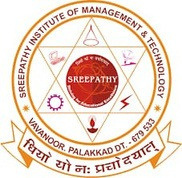 SREEPATHY INSTITUTE OF MANAGEMENT & TECHNOLOGY
SREEPATHY
VAVANOOR, PALAKKAD DT. - 679 533
धियो यो नः प्रचोदयात्